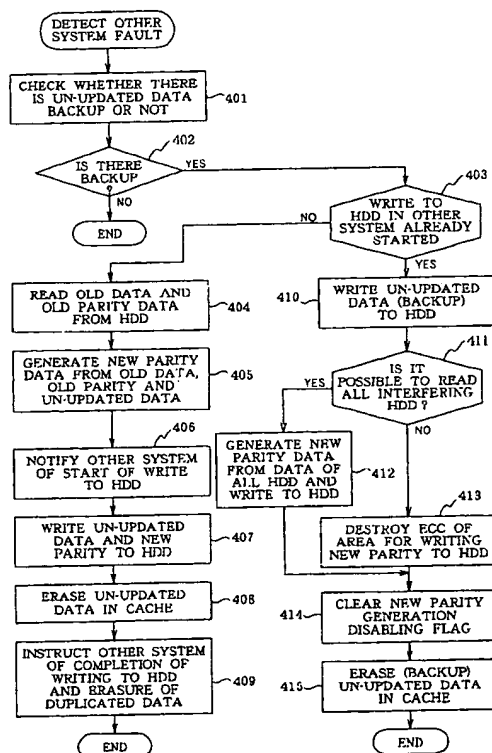 DETECT OTHER
SYSTEM FAULT
CHECK WHETHER THERE
IS UN-UPDATED DATA
BACKUP OR NOT
401
402
IS THERE
BACKUP
?
YES
NO
END
403
WRITE TO
HDD IN OTHER
SYSTEM ALREADY
STARTED
NO
YES
READ OLD DATA AND
OLD PARITY DATA
FROM HDD
404
GENERATE NEW PARITY
DATA FROM OLD DATA,
OLD PARITY AND
UN-UPDATED DATA
405
406
NOTIFY OTHER SYSTEM
OF START OF WRITE
TO HDD
WRITE UN-UPDATED
DATA AND NEW
PARITY TO HDD
407
ERASE UN-UPDATED
DATA IN CACHE
408
INSTRUCT OTHER SYSTEM
OF COMPLETION OF
WRITING TO HDD
AND ERASURE OF
DUPLICATED DATA
409
END
410
WRITE UN-UPDATED
DATA (BACKUP)
TO HDD
411
IS IT
POSSIBLE TO READ
ALL INTERFERING
HDD ?
YES
NO
GENERATE NEW
PARITY DATA
FROM DATA OF
ALL HDD AND
WRITE TO HDD
412
413
DESTROY ECC OF
AREA FOR WRITING
NEW PARITY TO HDD
414
CLEAR NEW PARITY
GENERATION
DISABLING FLAG
415
ERASE (BACKUP)
UN-UPDATED DATA
IN CACHE
END